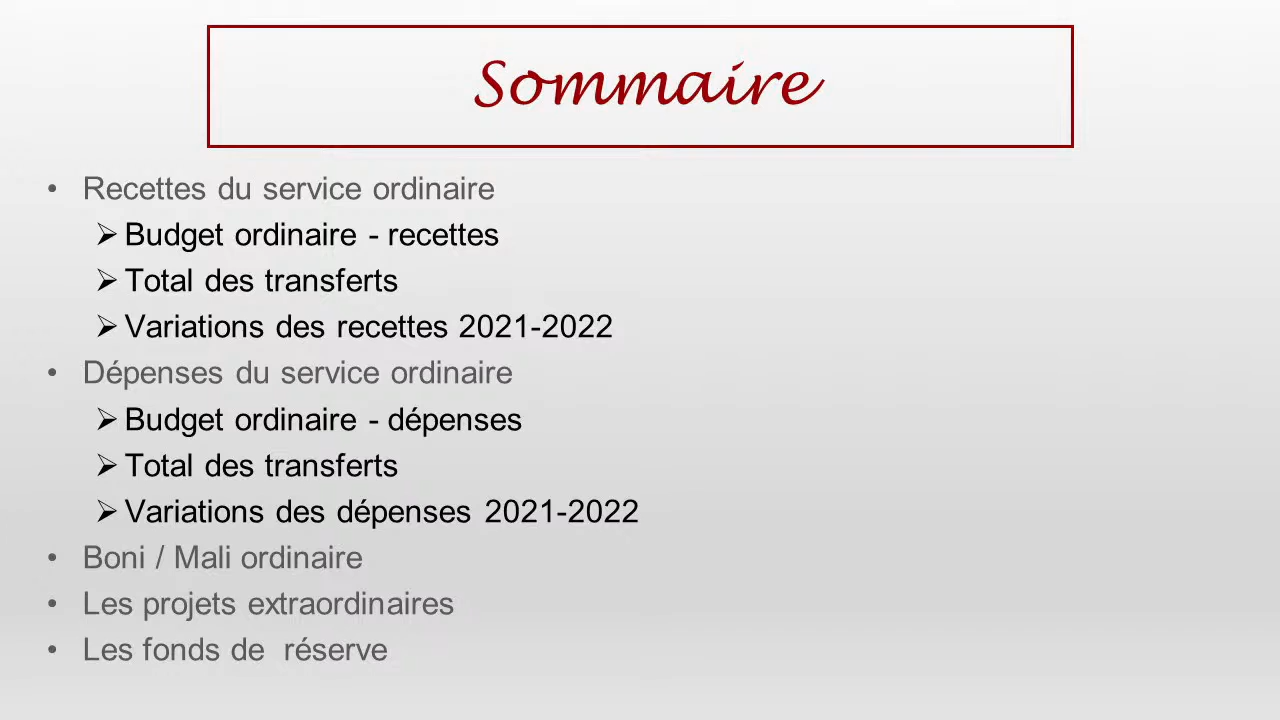 Sommaire
• Recettes du service ordinaire
➢ Budget ordinaire - recettes
➢ Total des transferts
➢ Variations des recettes 2021-2022
• Dépenses du service ordinaire
➢ Budget ordinaire - dépenses
➢ Total des transferts
➢ Variations des dépenses 2021-2022
• Boni / Mali ordinaire
• Les projets extraordinaires
• Les fonds de réserve